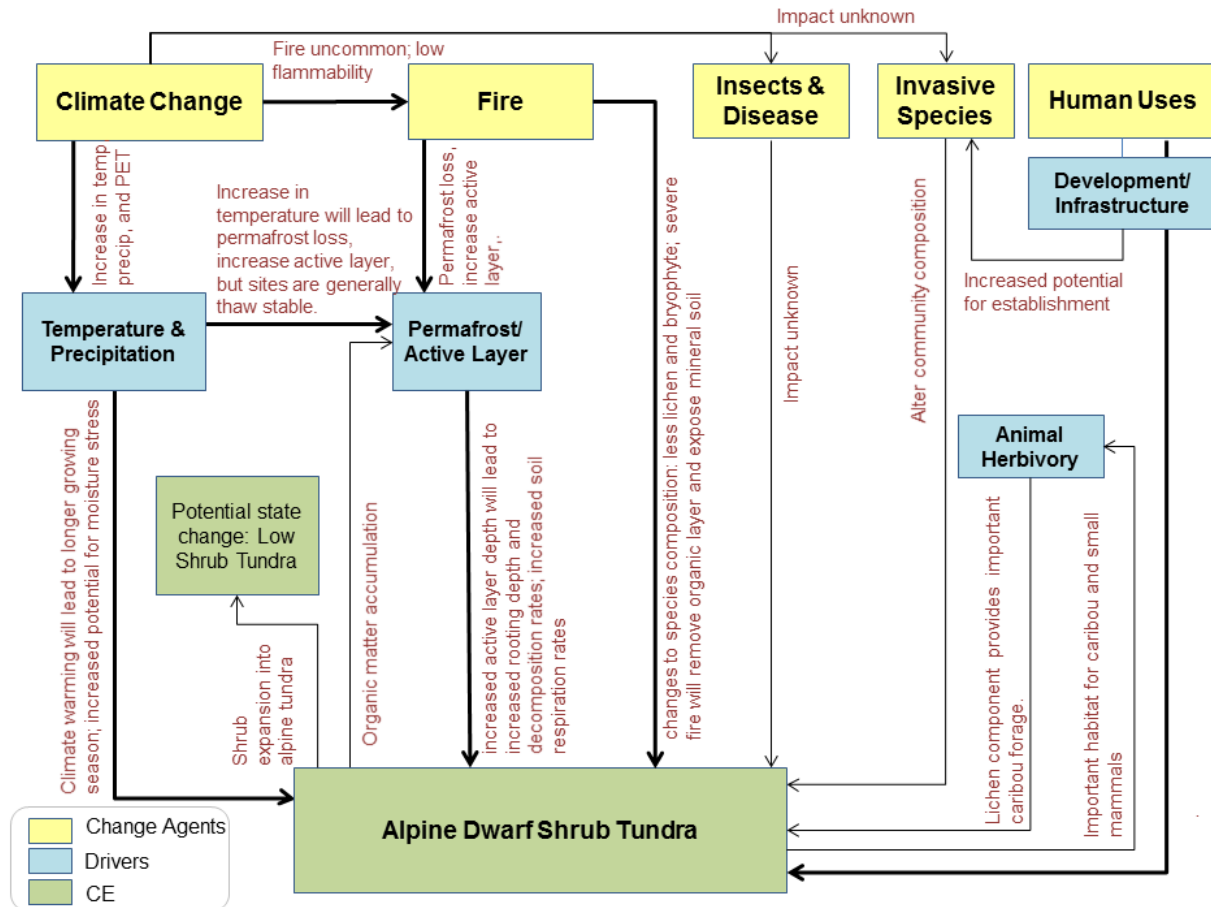 Impact unknown
Fire uncommon; low
flammability
Climate Change
Fire
Insects &
Disease
Invasive
Species
Human Uses
Development/
Infrastructure
Increase in temp
precip, and PET
Increase in
temperature will lead to
permafrost loss,
increase active layer,
but sites are generally
thaw stable.
Permafrost loss,
increase active
layer,.
Increased potential
for establishment
Temperature &
Precipitation
Permafrost/
Active Layer
changes to species composition: less lichen and bryophyte; severe
fire will remove organic layer and expose mineral soil
Impact unknown
Alter community composition
Animal
Herbivory
Climate warming will lead to longer growing
season; increased potential for moisture stress
Potential state
change: Low
Shrub Tundra
Shrub
expansion into
alpine tundra
Organic matter accumulation
increased active layer depth will lead to
increased rooting depth and
decomposition rates; increased soil
respiration rates
Lichen component provides important
caribou forage.
Important habitat for caribou and small
mammals
Alpine Dwarf Shrub Tundra
Change Agents
Drivers
CE